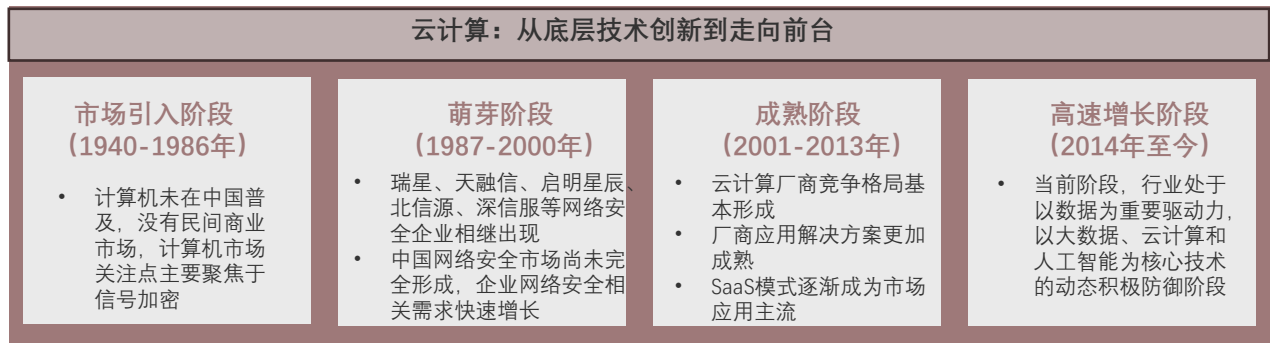 云计算：从底层技术创新到走向前台
市场引入阶段
（1940-1986年）
• 计算机未在中国普
及，没有民间商业
市场，计算机市场
关注点主要聚焦于
信号加密
萌芽阶段
（1987-2000年）
• 瑞星、天融信、启明星辰、
北信源、深信服等网络安
全企业相继出现
• 中国网络安全市场尚未完
全形成，企业网络安全相
关需求快速增长
成熟阶段
（2001-2013年）
• 云计算厂商竞争格局基
本形成
• 厂商应用解决方案更加
成熟
• SaaS模式逐渐成为市场
应用主流
高速增长阶段
（2014年至今）
• 当前阶段，行业处于
以数据为重要驱动力，
以大数据、云计算和
人工智能为核心技术
的动态积极防御阶段